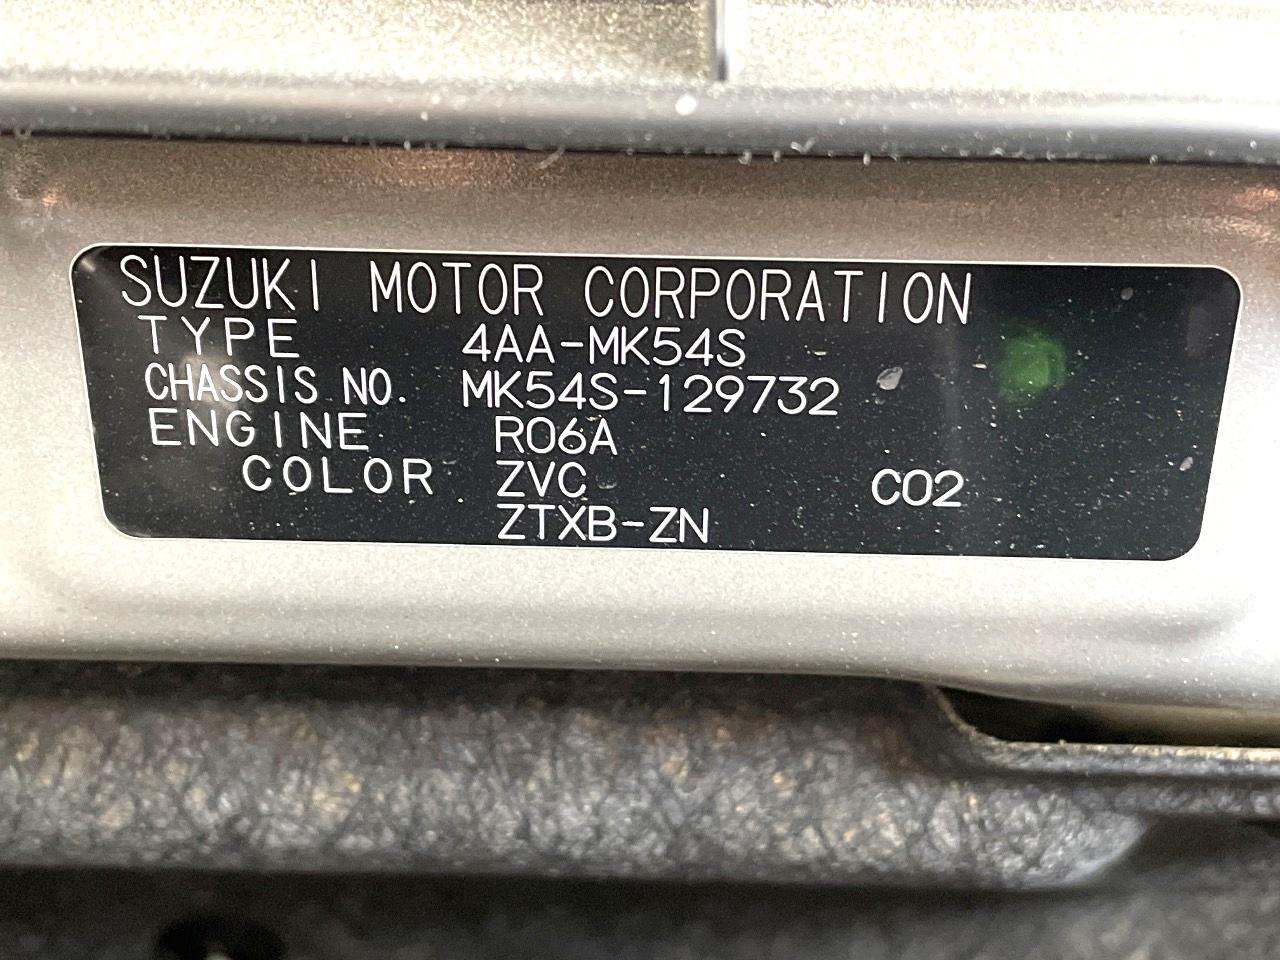 SUZUKI MOTOR CORPORATION
TYPE 4AA-MK54S
CHASSIS NO. MK54S-129732
ENGINE R06A
COLOR ZVC C02
ZTXB-ZN